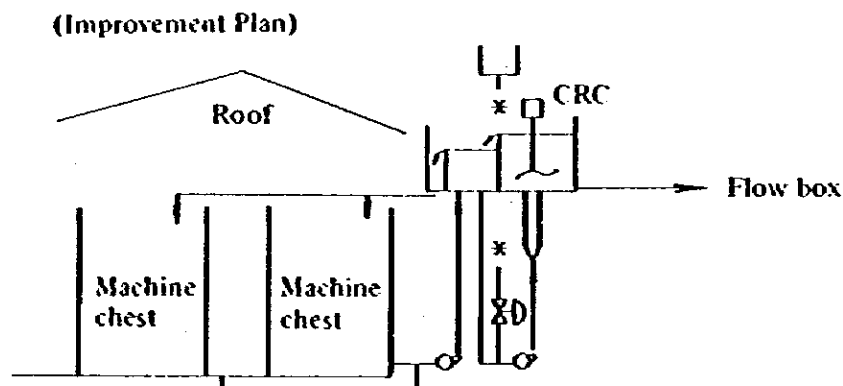 (Improvement Plan)
Roof
CRC
Flow box
Machine
chest
Machine
chest